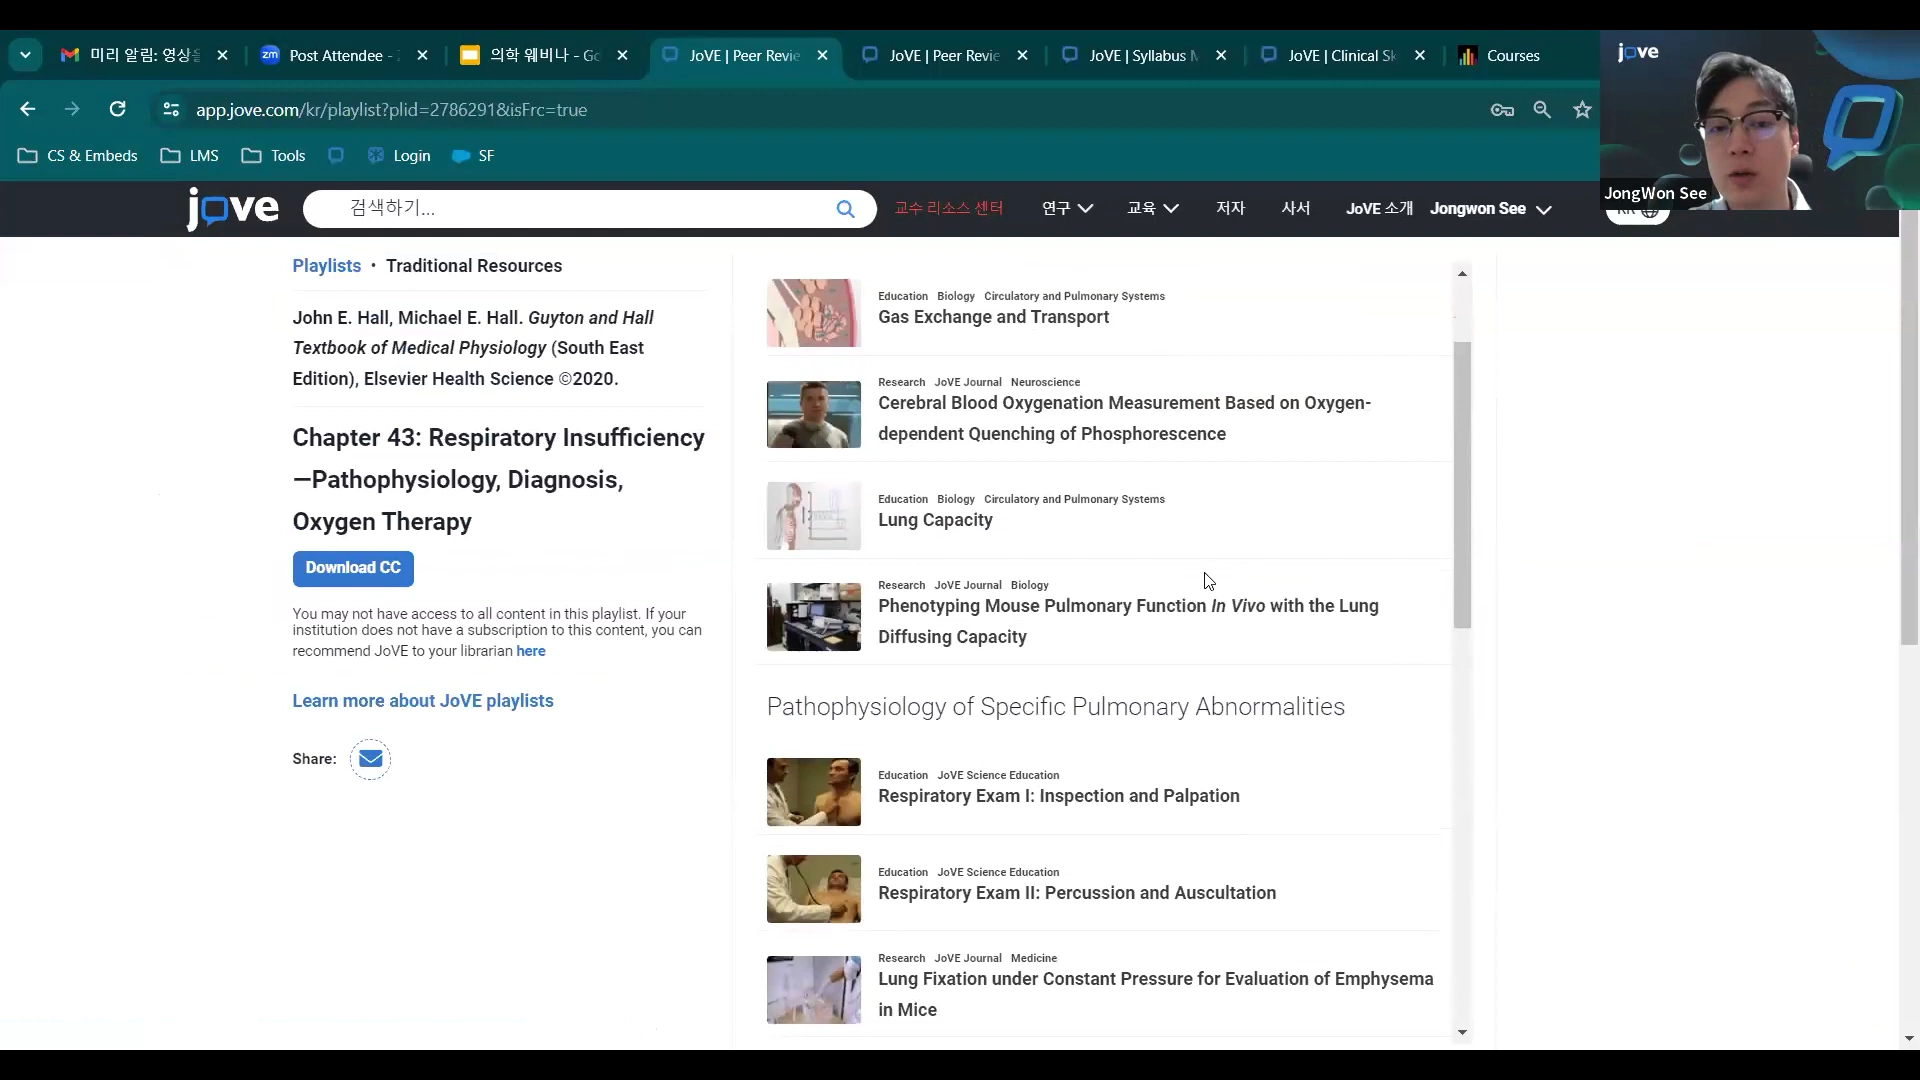 미리 알림: 영상을
Post Attendee -
의학 웨비나 - Go
JoVE | Peer Revie
JoVE | Peer Revie
JoVE | Syllabus M
JoVE | Clinical Sk
Courses
jove
app.jove.com/kr/playlist?plid=2786291&isFrc=true
CS & Embeds
LMS
Tools
Login
SF
JongWon See
jove
검색하기...
교수 리소스 센터
연구
교육
저자
사서
JoVE 소개
Jongwon See
Playlists • Traditional Resources
John E. Hall, Michael E. Hall. Guyton and Hall
Textbook of Medical Physiology (South East
Edition), Elsevier Health Science ©2020.
Chapter 43: Respiratory Insufficiency
—Pathophysiology, Diagnosis,
Oxygen Therapy
Download CC
You may not have access to all content in this playlist. If your
institution does not have a subscription to this content, you can
recommend JoVE to your librarian here
Learn more about JoVE playlists
Share:
Education Biology Circulatory and Pulmonary Systems
Gas Exchange and Transport
Research JoVE Journal Neuroscience
Cerebral Blood Oxygenation Measurement Based on Oxygen-
dependent Quenching of Phosphorescence
Education Biology Circulatory and Pulmonary Systems
Lung Capacity
Research JoVE Journal Biology
Phenotyping Mouse Pulmonary Function In Vivo with the Lung
Diffusing Capacity
Pathophysiology of Specific Pulmonary Abnormalities
Education JoVE Science Education
Respiratory Exam I: Inspection and Palpation
Education JoVE Science Education
Respiratory Exam II: Percussion and Auscultation
Research JoVE Journal Medicine
Lung Fixation under Constant Pressure for Evaluation of Emphysema
in Mice